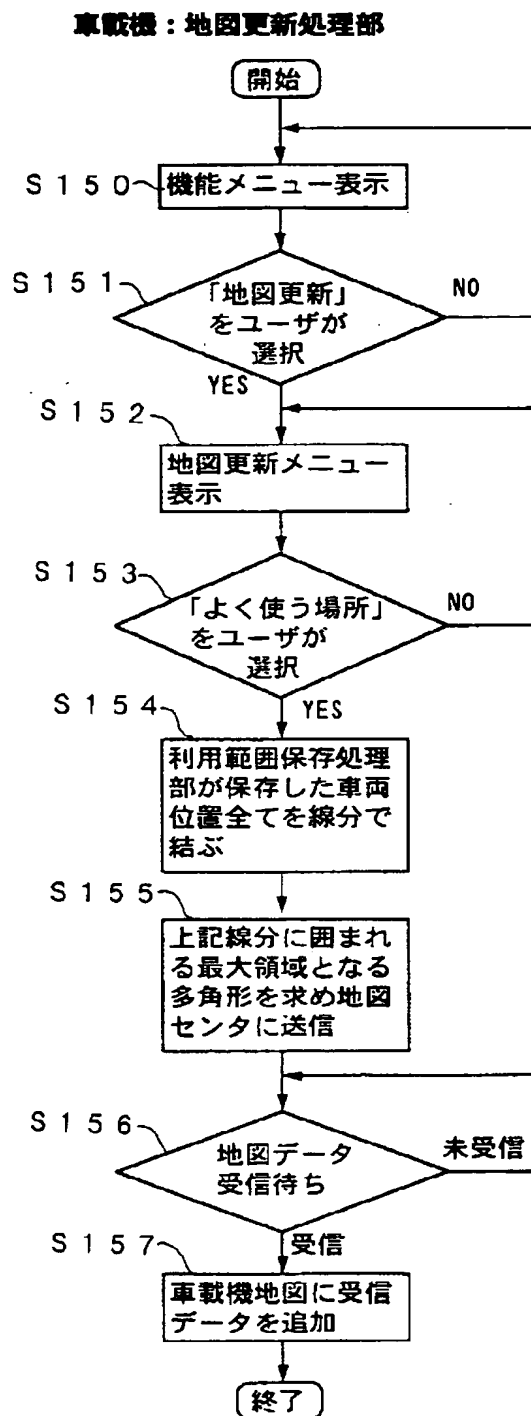 車載機：地図更新処理部
開始
S150
機能メニュー表示
S151
「地図更新」
をユーザが
選択
NO
YES
S152
地図更新メニュー
表示
S153
「よく使う場所」
をユーザが
選択
NO
YES
S154
利用範囲保存処理
部が保存した車両
位置全てを線分で
結ぶ
S155
上記線分に囲まれ
る最大領域となる
多角形を求め地図
センタに送信
S156
地図データ
受信待ち
未受信
受信
S157
車載機地図に受信
データを追加
終了